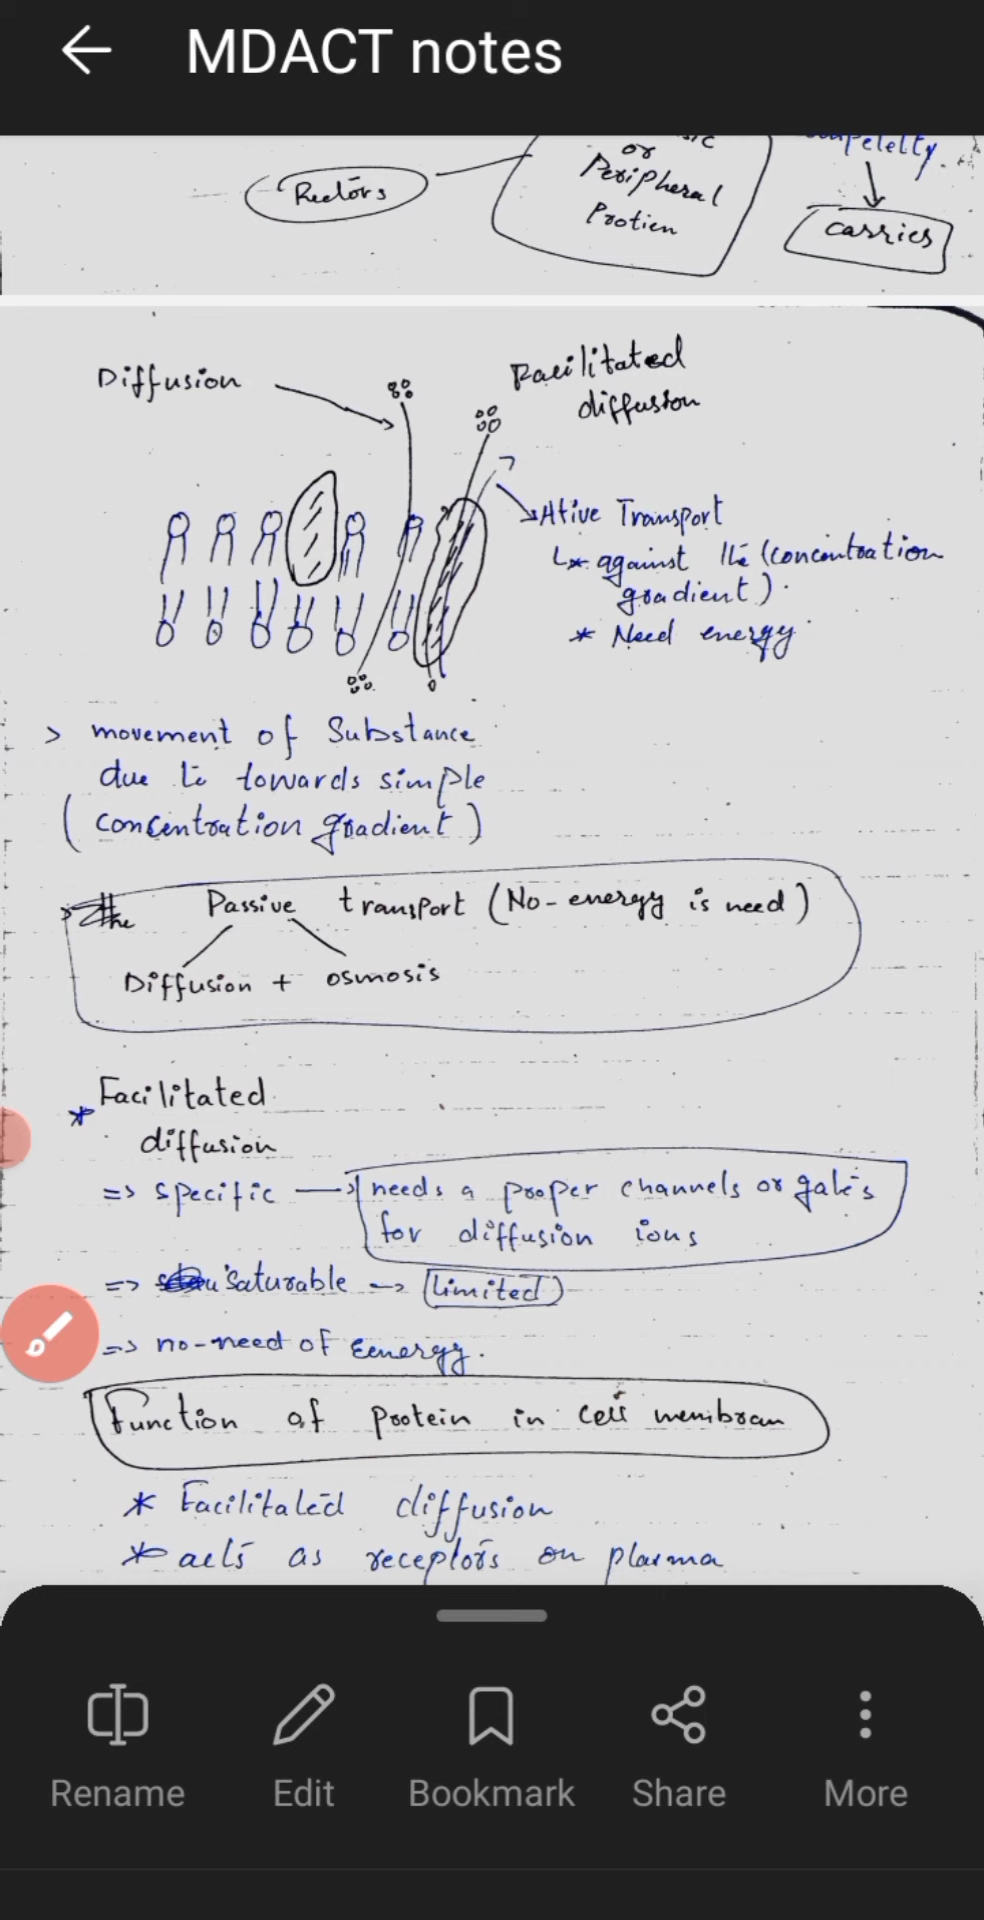 MDACT notes
or
Peripheral
Protien
Rectors
carries
Diffusion
Facilitated
diffusion
Ative Transport
against the (concentration
gradient).
* Need energy
> movement of Substance
due to towards simple
(concentration gradient)
Passive transport (No-energy is need)
Diffusion + osmosis
* Facilitated
diffusion
=> specific → needs a proper channels or gates
for diffusion ions
=> saturable → limited
=> no-need of Eenergy.
Function of protein in cell membran
* Facilitated diffusion
* acts as receptors on plasma
Rename
Edit
Bookmark
Share
More